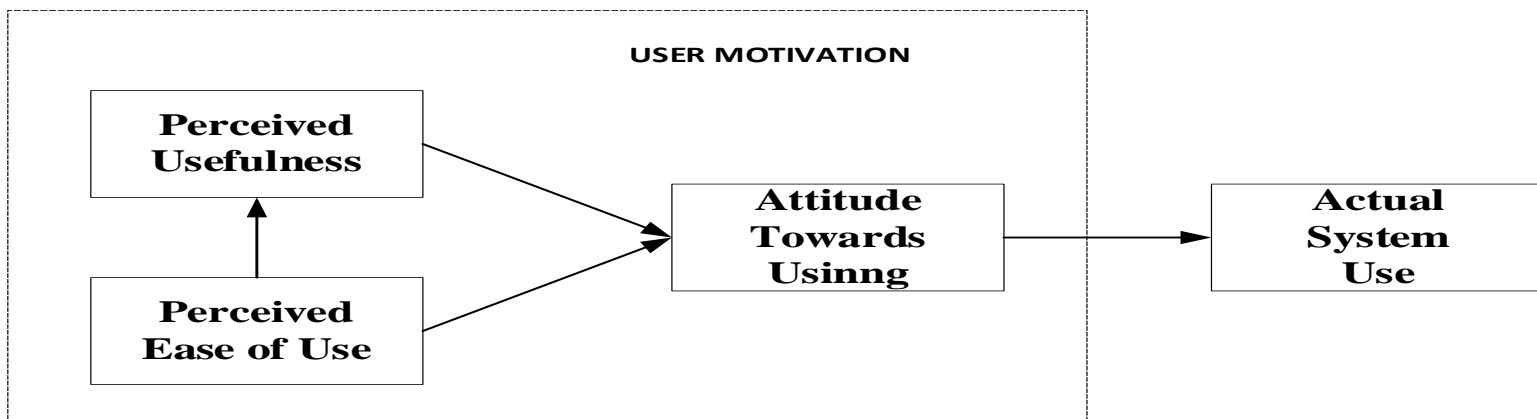 USER MOTIVATION
Perceived
Usefulness
Perceived
Ease of Use
Attitude
Towards
Usinng
Actual
System
Use